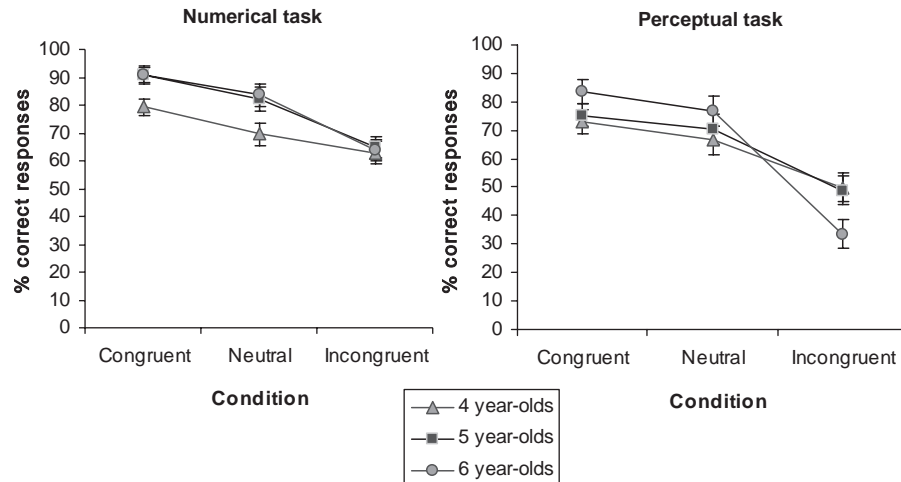 Numerical task
% correct responses
100
90
80
70
60
50
40
30
20
10
0
Congruent Neutral Incongruent
Condition
Perceptual task
% correct responses
100
90
80
70
60
50
40
30
20
10
0
Congruent Neutral Incongruent
Condition
4 year-olds
5 year-olds
6 year-olds